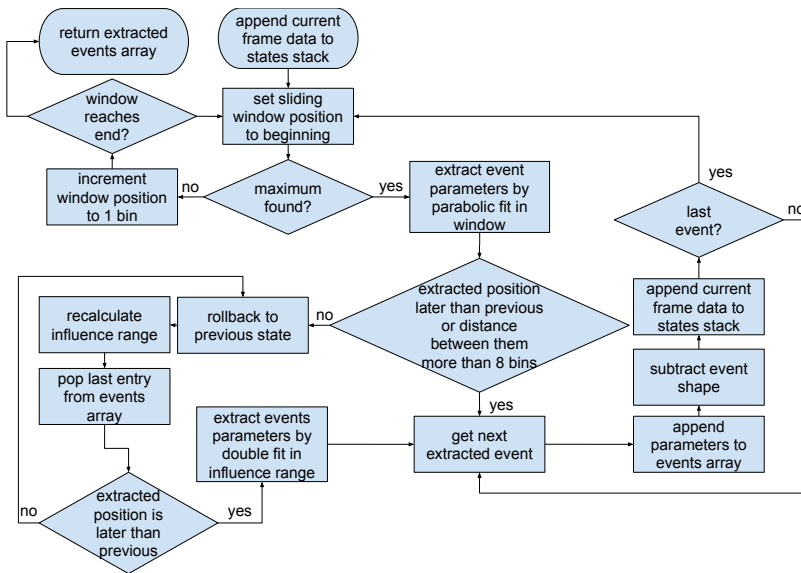 return extracted
events array
append current
frame data to
states stack
window
reaches
end?
set sliding
window position
to beginning
increment
window position
to 1 bin
no
maximum
found?
yes
extract event
parameters by
parabolic fit in
window
yes
last
event?
no
extracted position
later than previous
or distance
between them
more than 8 bins
no
yes
rollback to
previous state
recalculate
influence range
pop last entry
from events
array
extracted
position is
later than
previous
no
yes
extract events
parameters by
double fit in
influence range
get next
extracted event
append
parameters to
events array
subtract event
shape
append current
frame data to
states stack